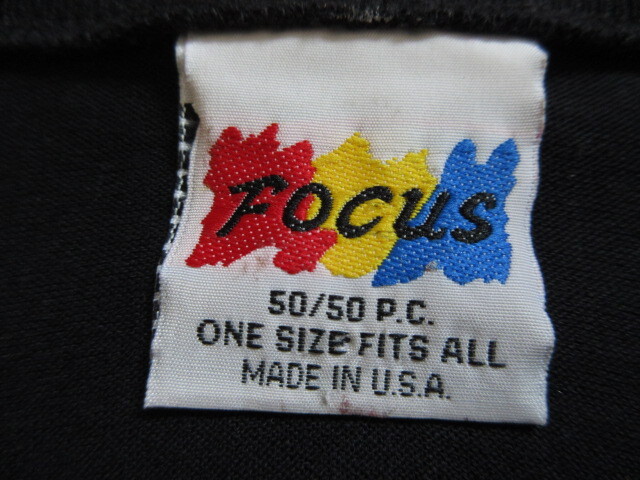 FOCUS
50/50 P.C.
ONE SIZE FITS ALL
MADE IN U.S.A.